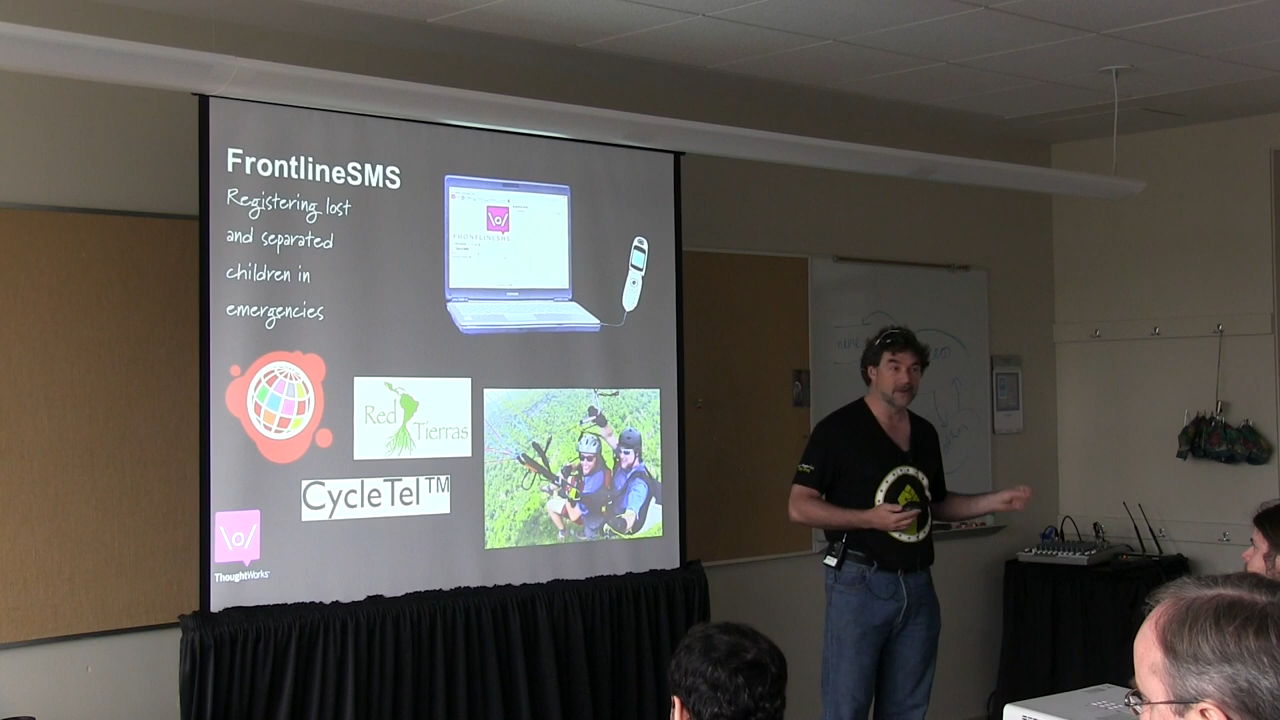 FrontlineSMS
Registering lost
and separated
children in
emergencies
FRONTLINESMS
Red
Tierras
CycleTel™
\o/
ThoughtWorks